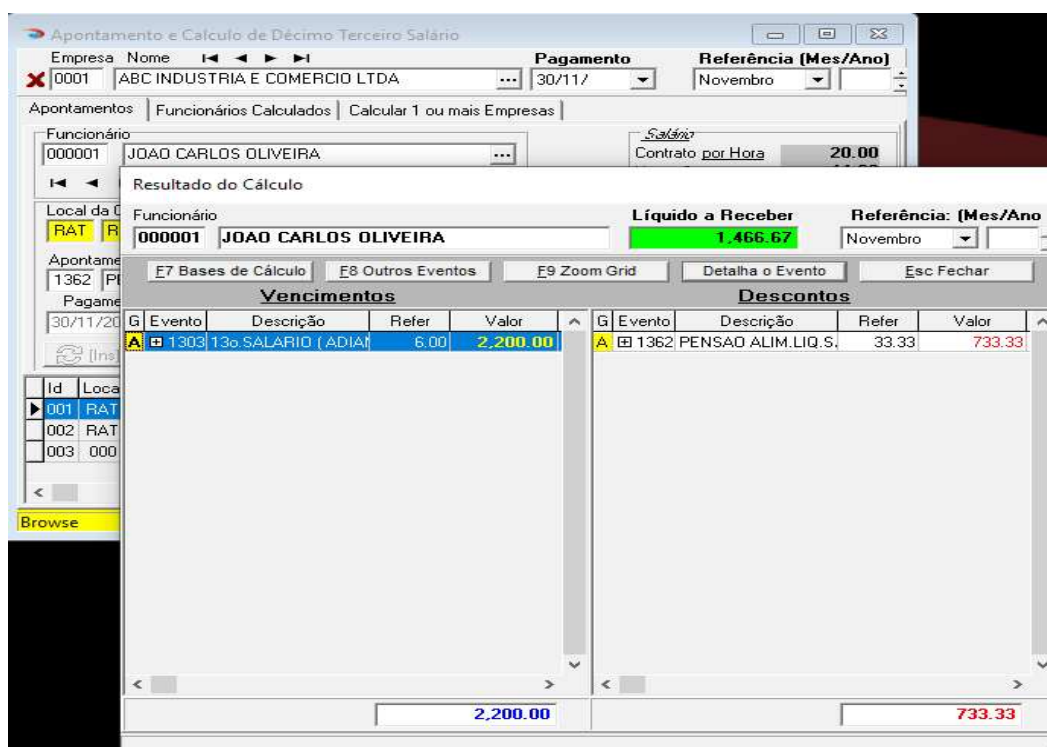 Apontamento e Calculo de Décimo Terceiro Salário
Empresa Nome Pagamento Referência (Mes/Ano)
0001 ABC INDUSTRIA E COMERCIO LTDA ... 30/11/ Novembro
Apontamentos Funcionários Calculados Calcular 1 ou mais Empresas
Funcionário Salário
000001 JOAO CARLOS OLIVEIRA ... Contrato por Hora 20.00
Resultado do Cálculo
Local da C
RAT R
Funcionário Líquido a Receber Referência: (Mes/Ano
000001 JOAO CARLOS OLIVEIRA 1,466.67 Novembro
Apontame
1362 PE
F7 Bases de Cálculo F8 Outros Eventos F9 Zoom Grid Detalha o Evento Esc Fechar
Pagame
Vencimentos Descontos
30/11/20
G Evento Descrição Refer Valor G Evento Descrição Refer Valor
A 1303 13o.SALARIO ( ADIAN 6.00 2,200.00 A 1362 PENSAO ALIM.LIQ.S. 33.33 733.33
[Ins]
Id Loca
001 RAT
002 RAT
003 000
Browse
2,200.00 733.33